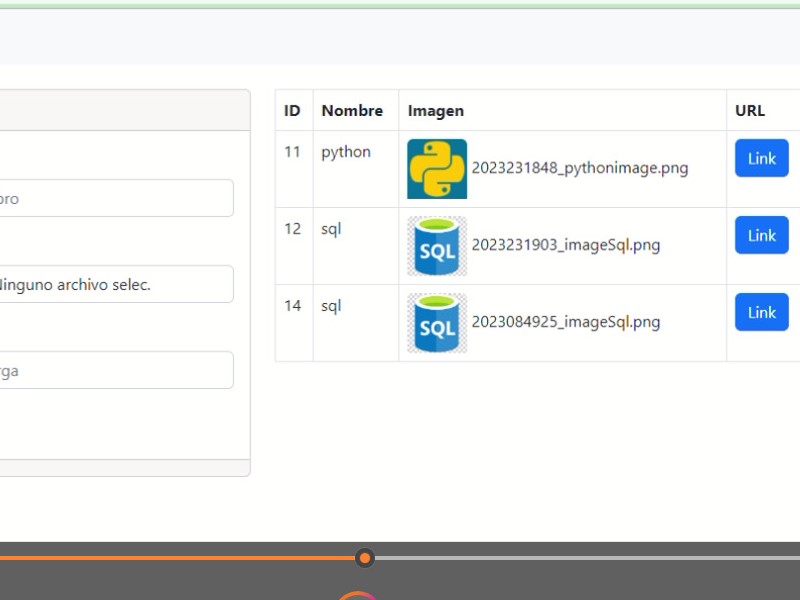 ID Nombre Imagen URL
11 python 2023231848_pythonimage.png Link
bro
12 sql SQL 2023231903_imageSql.png Link
Ninguno archivo selec.
14 sql SQL 2023084925_imageSql.png Link
rga